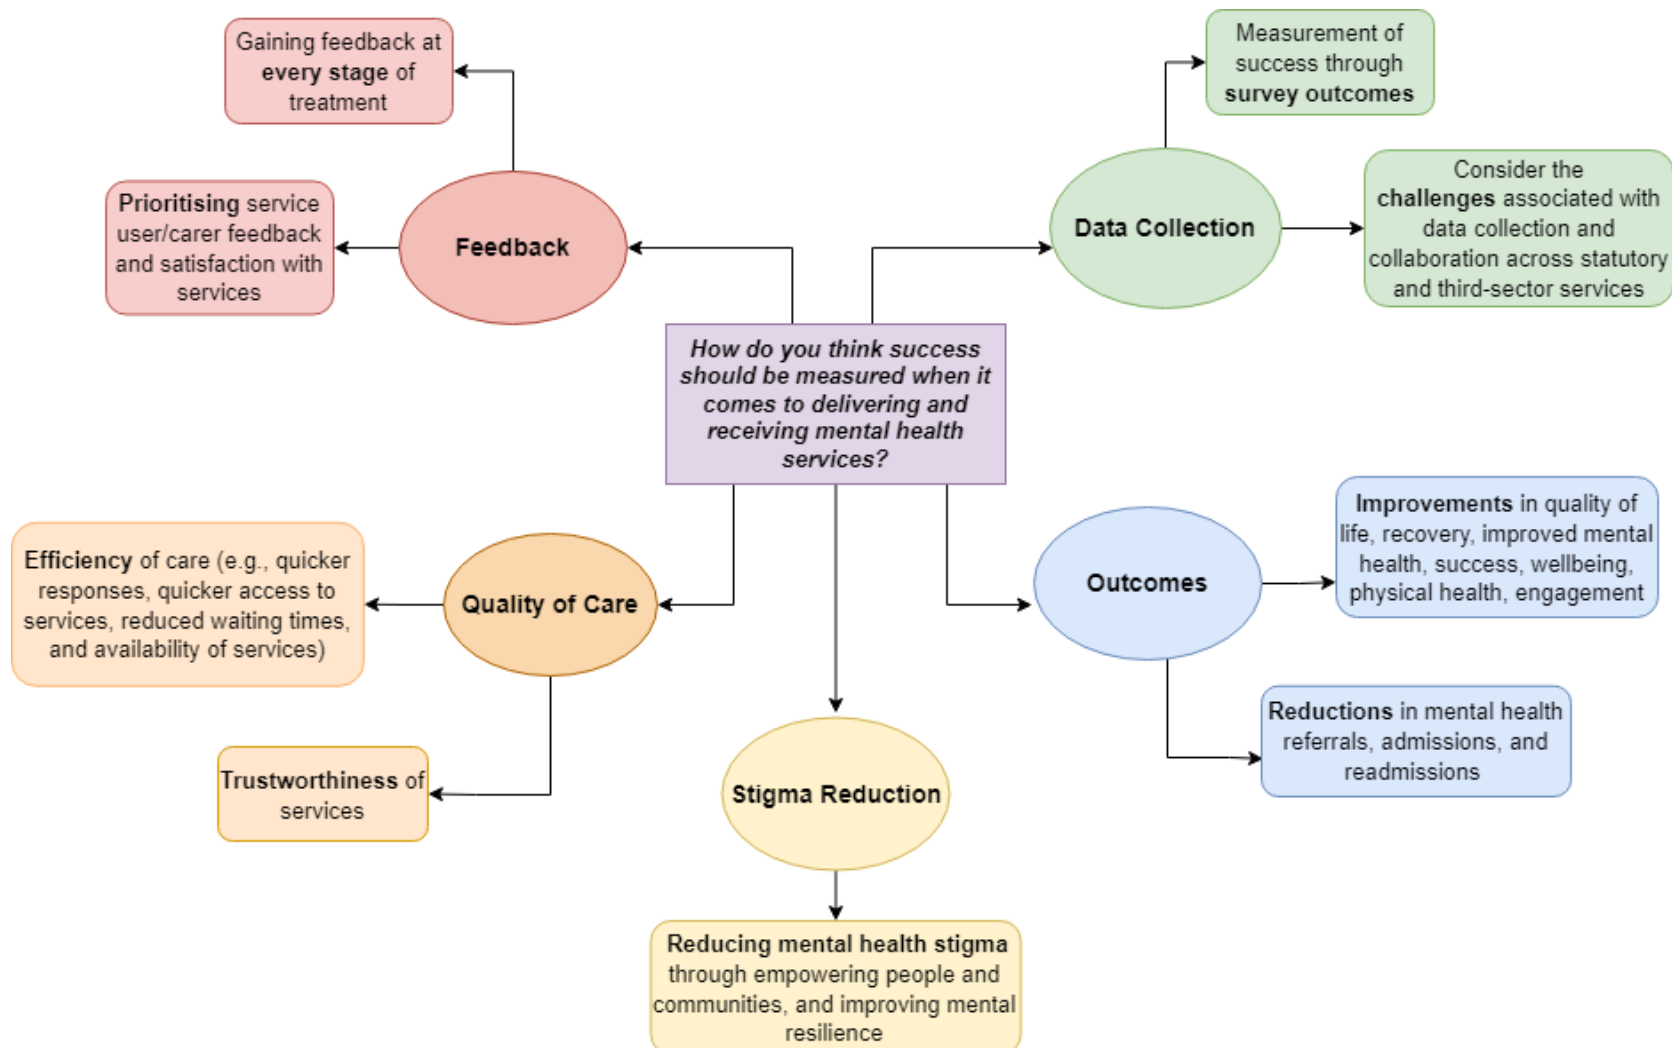 Gaining feedback at
every stage of
treatment
Prioritising service
user/carer feedback
and satisfaction with
services
Feedback
Measurement of
success through
survey outcomes
Data Collection
Consider the
challenges associated with
data collection and
collaboration across statutory
and third-sector services
How do you think success
should be measured when it
comes to delivering and
receiving mental health
services?
Efficiency of care (e.g., quicker
responses, quicker access to
services, reduced waiting times,
and availability of services)
Quality of Care
Trustworthiness of
services
Outcomes
Improvements in quality of
life, recovery, improved mental
health, success, wellbeing,
physical health, engagement
Reductions in mental health
referrals, admissions, and
readmissions
Stigma Reduction
Reducing mental health stigma
through empowering people and
communities, and improving mental
resilience